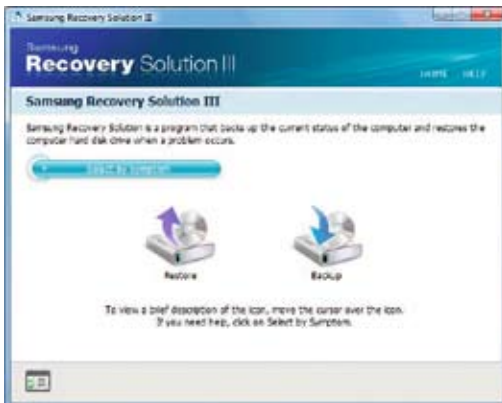 Samsung Recovery Solution III
Samsung
Recovery Solution III
HOME HELP
Samsung Recovery Solution III
Samsung Recovery Solution is a program that backs up the current status of the computer and restores the
computer hard disk drive when a problem occurs.
Select by Symptom
Restore Backup
To view a brief description of the icon, move the cursor over the icon.
If you need help, click on Select by Symptom.